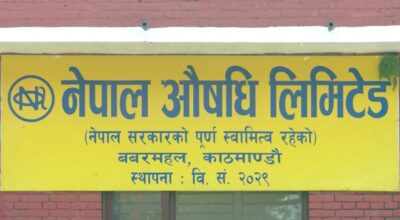 नेपाल औषधि लिमिटेड
(नेपाल सरकारको पूर्ण स्वामित्व रहेको)
बबरमहल, काठमाण्डौ
स्थापना : वि. सं. २०२९